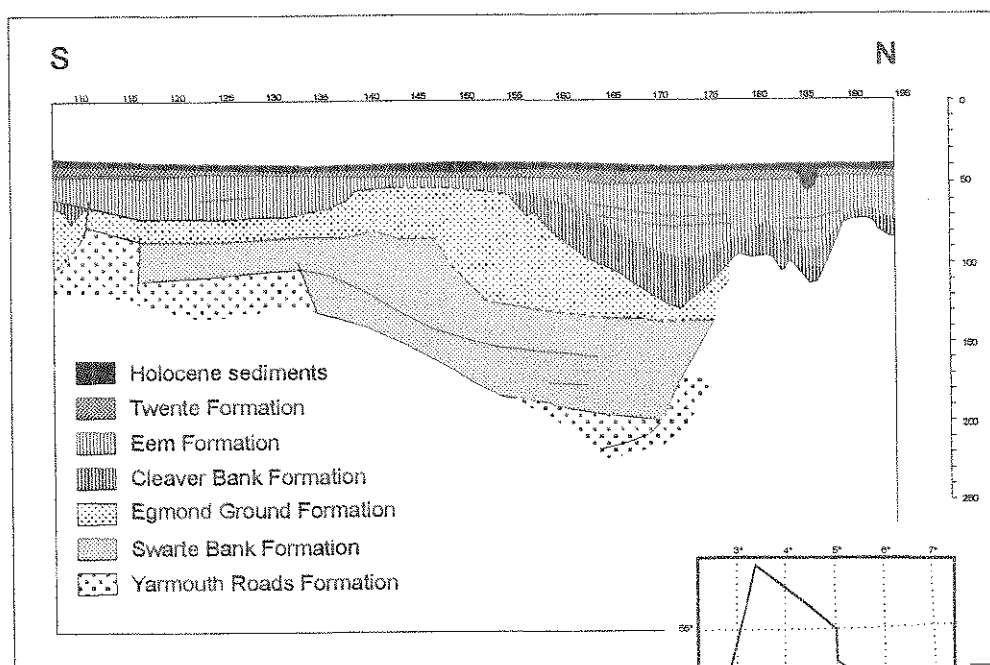 S N
110 115 120 125 130 135 140 145 150 155 160 165 170 175 180 185 190 195
0
50
100
150
200
250
Holocene sediments
Twente Formation
Eem Formation
Cleaver Bank Formation
Egmond Ground Formation
Swarte Bank Formation
Yarmouth Roads Formation
3° 4° 5° 6° 7°
55°